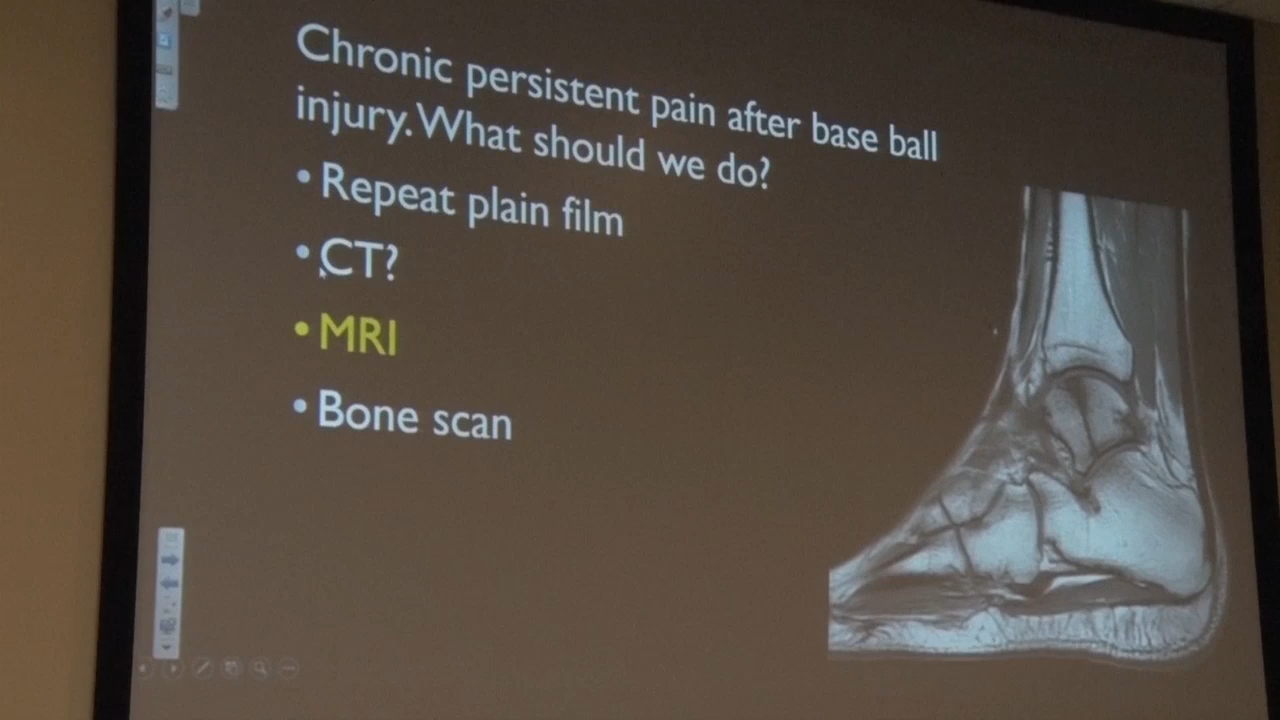 Chronic persistent pain after base ball
injury. What should we do?
• Repeat plain film
• CT?
• MRI
• Bone scan